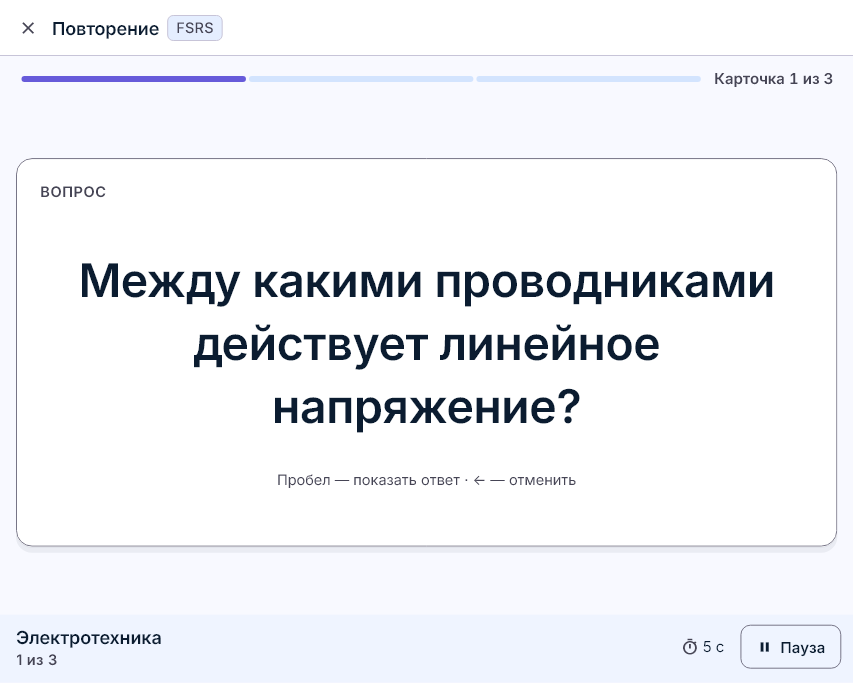 Повторение FSRS
Карточка 1 из 3
ВОПРОС
Между какими проводниками
действует линейное
напряжение?
Пробел — показать ответ · ← — отменить
Электротехника
1 из 3
5 с
Пауза